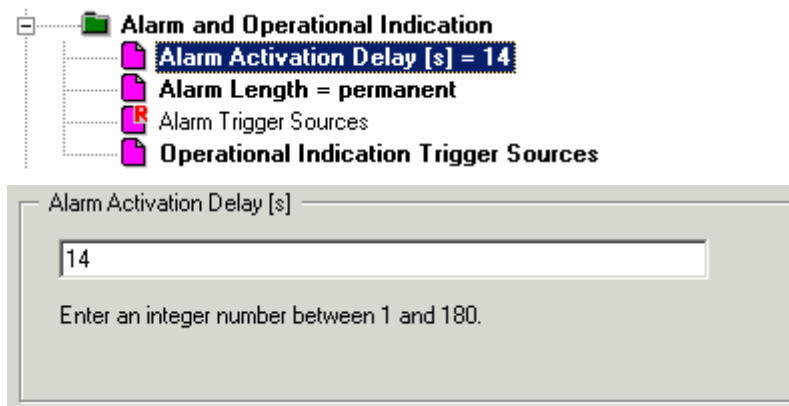 Alarm and Operational Indication
Alarm Activation Delay [s] = 14
Alarm Length = permanent
R
Alarm Trigger Sources
Operational Indication Trigger Sources
Alarm Activation Delay [s]
14
Enter an integer number between 1 and 180.